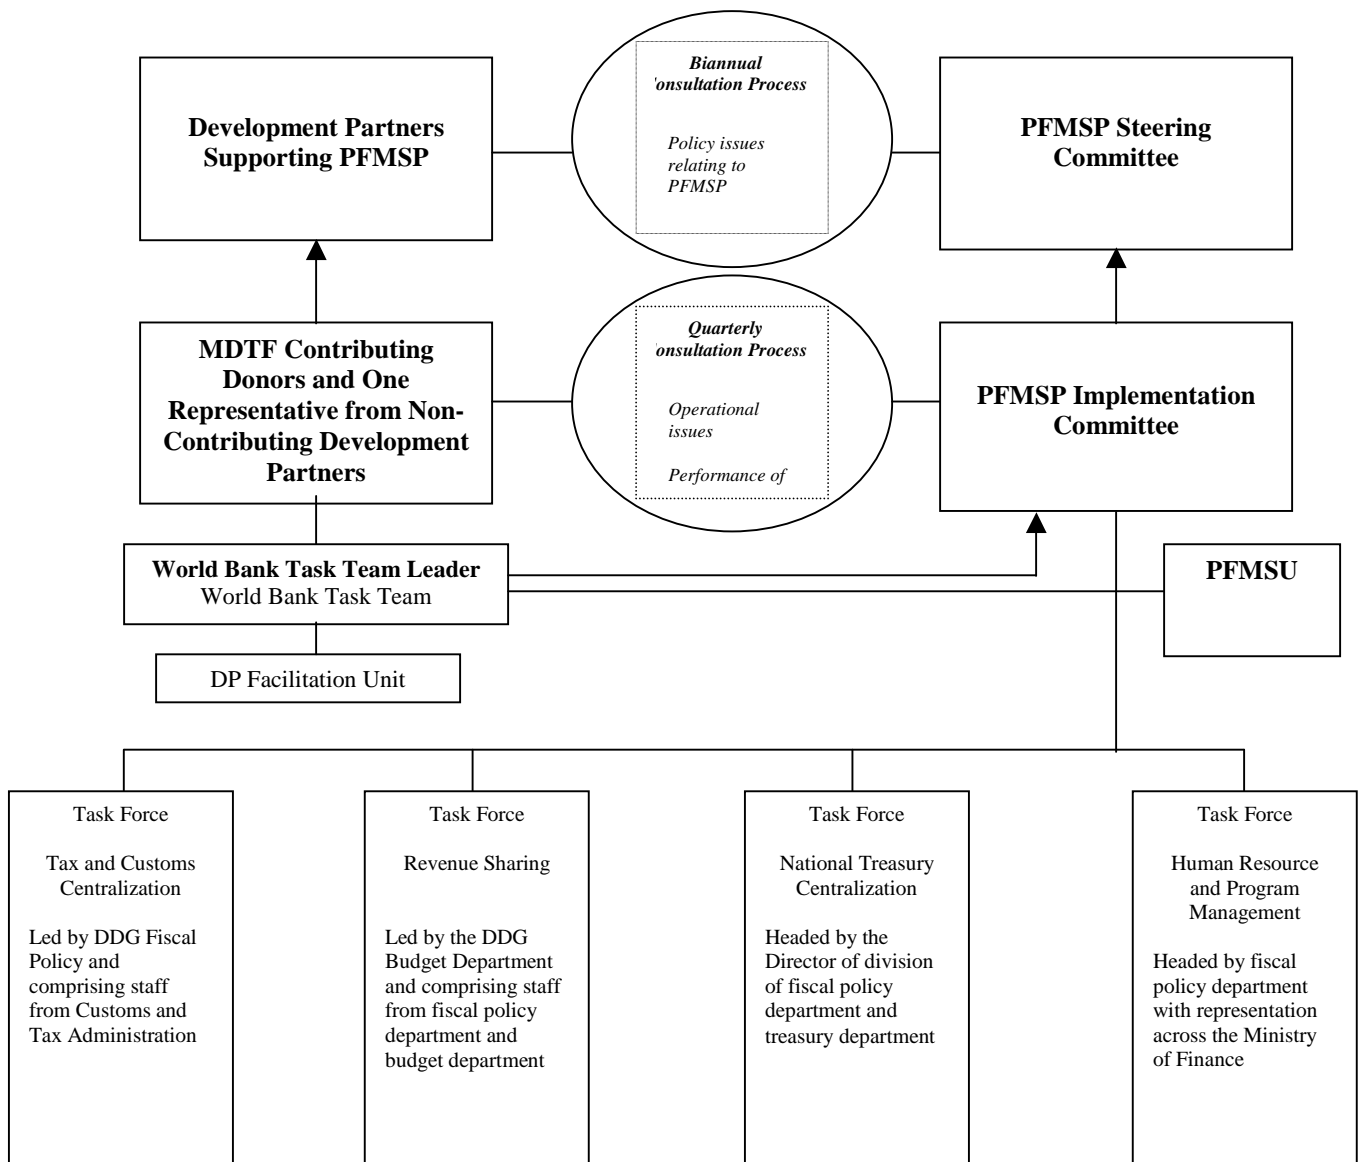 Development Partners
Supporting PFMSP
Biannual
onsultation Process
Policy issues
relating to
PFMSP
PFMSP Steering
Committee
MDTF Contributing
Donors and One
Representative from Non-
Contributing Development
Partners
Quarterly
onsultation Process
Operational
issues
Performance of
PFMSP Implementation
Committee
World Bank Task Team Leader
World Bank Task Team
PFMSU
DP Facilitation Unit
Task Force
Tax and Customs
Centralization
Led by DDG Fiscal
Policy and
comprising staff
from Customs and
Tax Administration
Task Force
Revenue Sharing
Led by the DDG
Budget Department
and comprising staff
from fiscal policy
department and
budget department
Task Force
National Treasury
Centralization
Headed by the
Director of division
of fiscal policy
department and
treasury department
Task Force
Human Resource
and Program
Management
Headed by fiscal
policy department
with representation
across the Ministry
of Finance